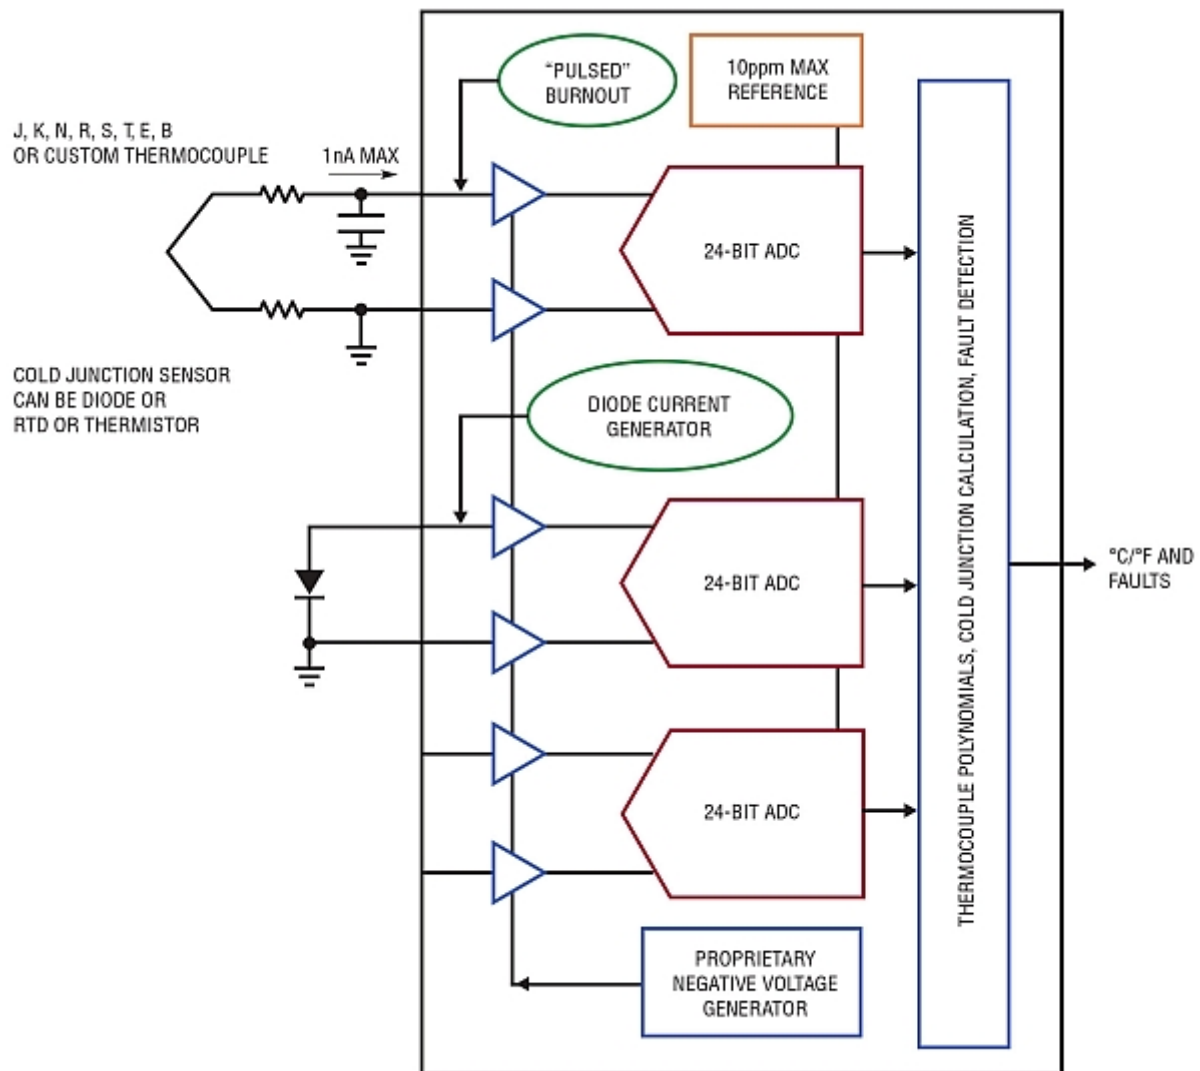 "PULSED"
BURNOUT
10ppm MAX
REFERENCE
J, K, N, R, S, T, E, B
OR CUSTOM THERMOCOUPLE
1nA MAX
24-BIT ADC
COLD JUNCTION SENSOR
CAN BE DIODE OR
RTD OR THERMISTOR
DIODE CURRENT
GENERATOR
24-BIT ADC
THERMOCOUPLE POLYNOMIALS, COLD JUNCTION CALCULATION, FAULT DETECTION
°C/°F AND
FAULTS
24-BIT ADC
PROPRIETARY
NEGATIVE VOLTAGE
GENERATOR